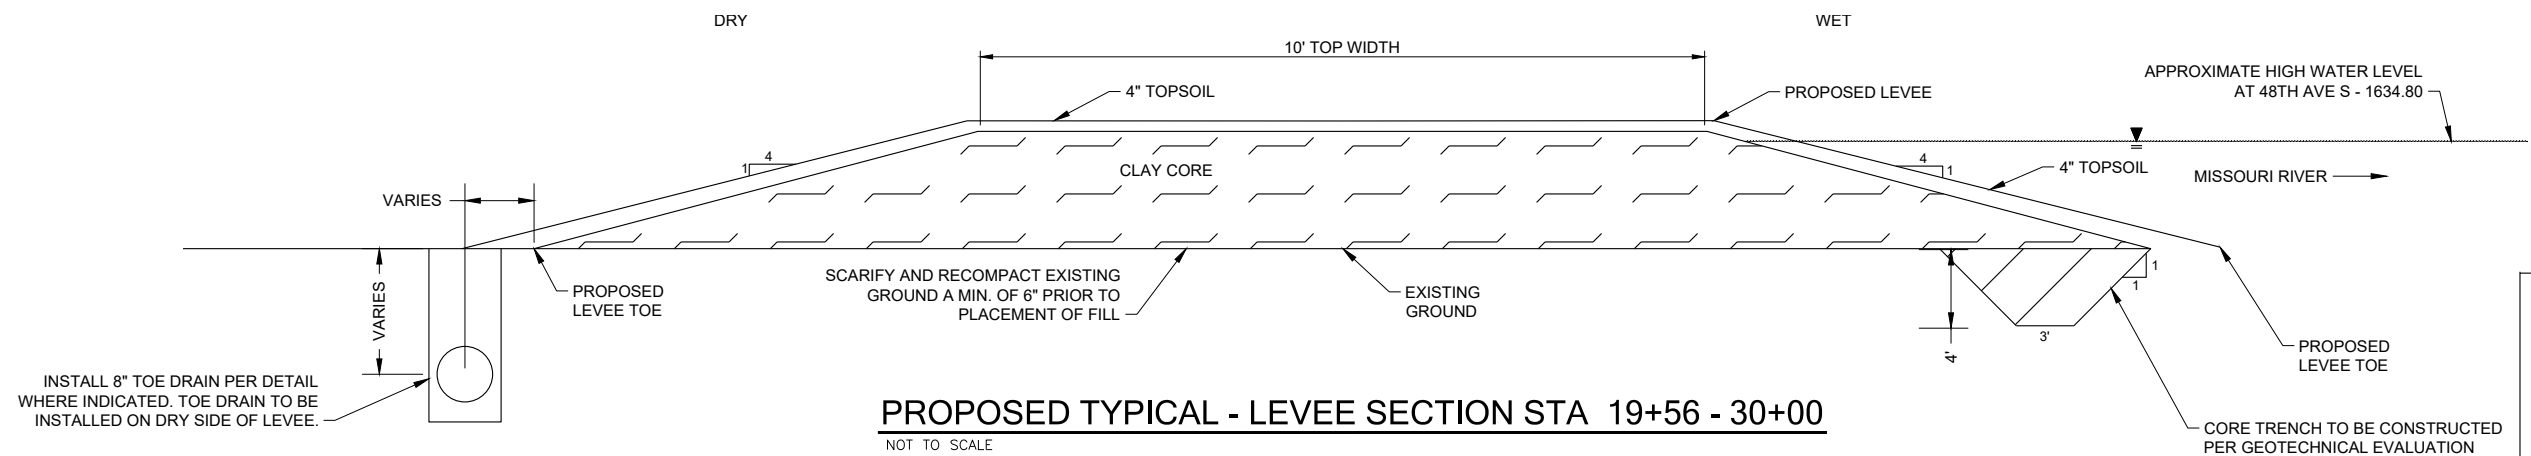 DRY
WET
10' TOP WIDTH
APPROXIMATE HIGH WATER LEVEL
AT 48TH AVE S - 1634.80
4" TOPSOIL
PROPOSED LEVEE
4
1
CLAY CORE
4
1
4" TOPSOIL
MISSOURI RIVER
VARIES
VARIES
PROPOSED
LEVEE TOE
SCARIFY AND RECOMPACT EXISTING
GROUND A MIN. OF 6" PRIOR TO
PLACEMENT OF FILL
EXISTING
GROUND
1
1
3'
4'
PROPOSED
LEVEE TOE
INSTALL 8" TOE DRAIN PER DETAIL
WHERE INDICATED. TOE DRAIN TO BE
INSTALLED ON DRY SIDE OF LEVEE.
PROPOSED TYPICAL - LEVEE SECTION STA 19+56 - 30+00
NOT TO SCALE
CORE TRENCH TO BE CONSTRUCTED
PER GEOTECHNICAL EVALUATION